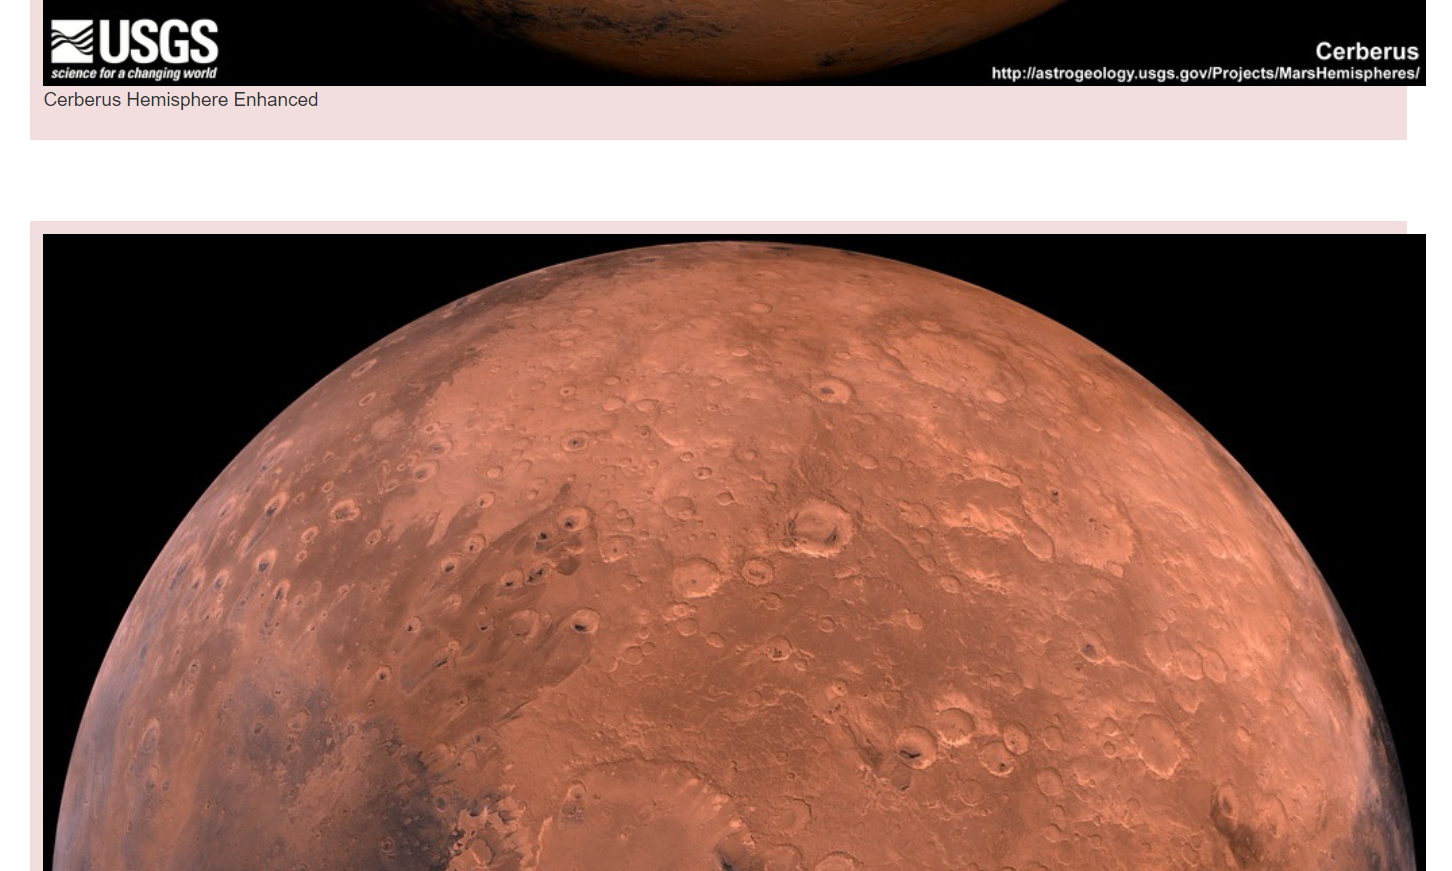 USGS
science for a changing world
Cerberus
http://astrogeology.usgs.gov/Projects/MarsHemispheres/
Cerberus Hemisphere Enhanced